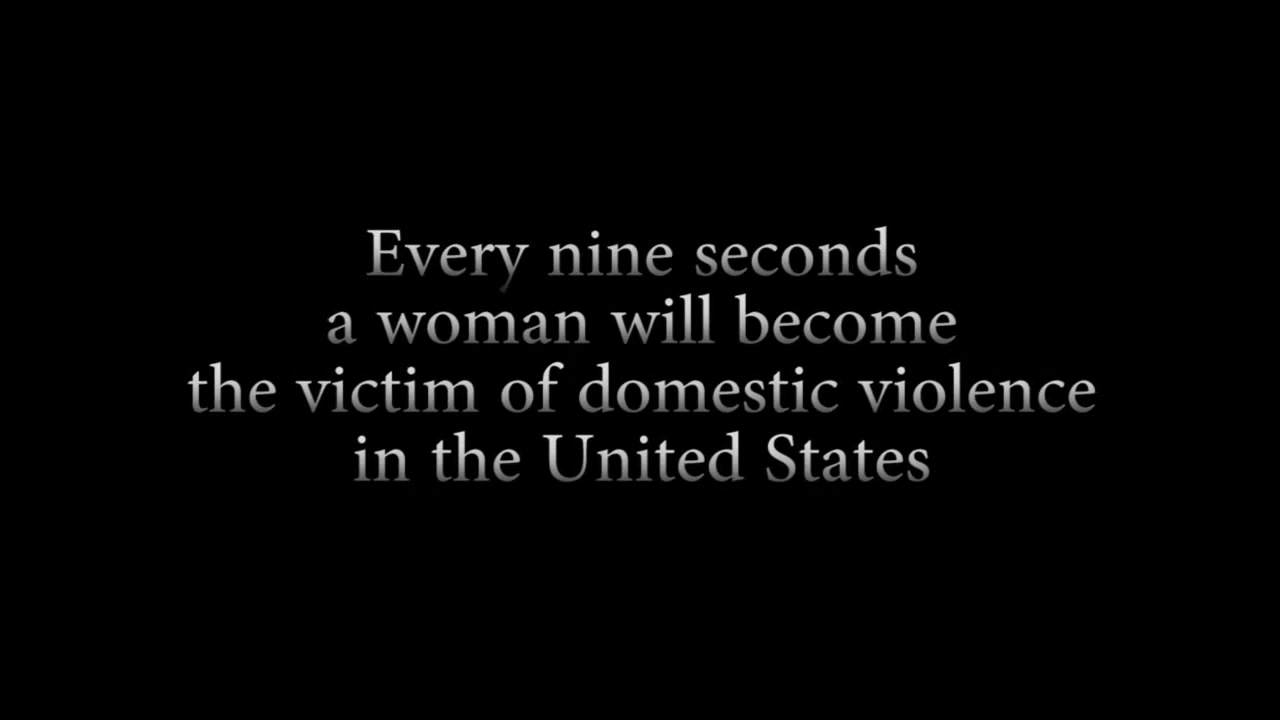 Every nine seconds
a woman will become
the victim of domestic violence
in the United States